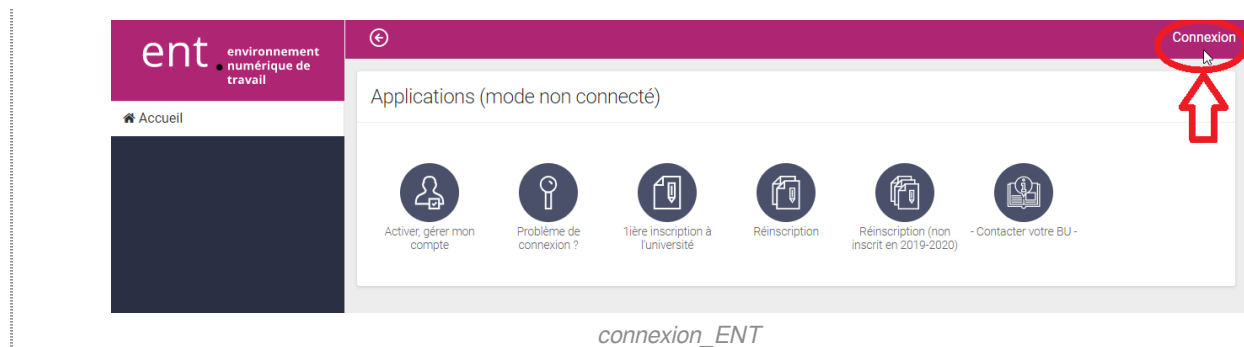 ent.
environnement
numérique de
travail
Connexion
Accueil
Applications (mode non connecté)
Activer, gérer mon
compte
Problème de
connexion ?
1ière inscription à
l'université
Réinscription
Réinscription (non
inscrit en 2019-2020)
- Contacter votre BU -
connexion_ENT